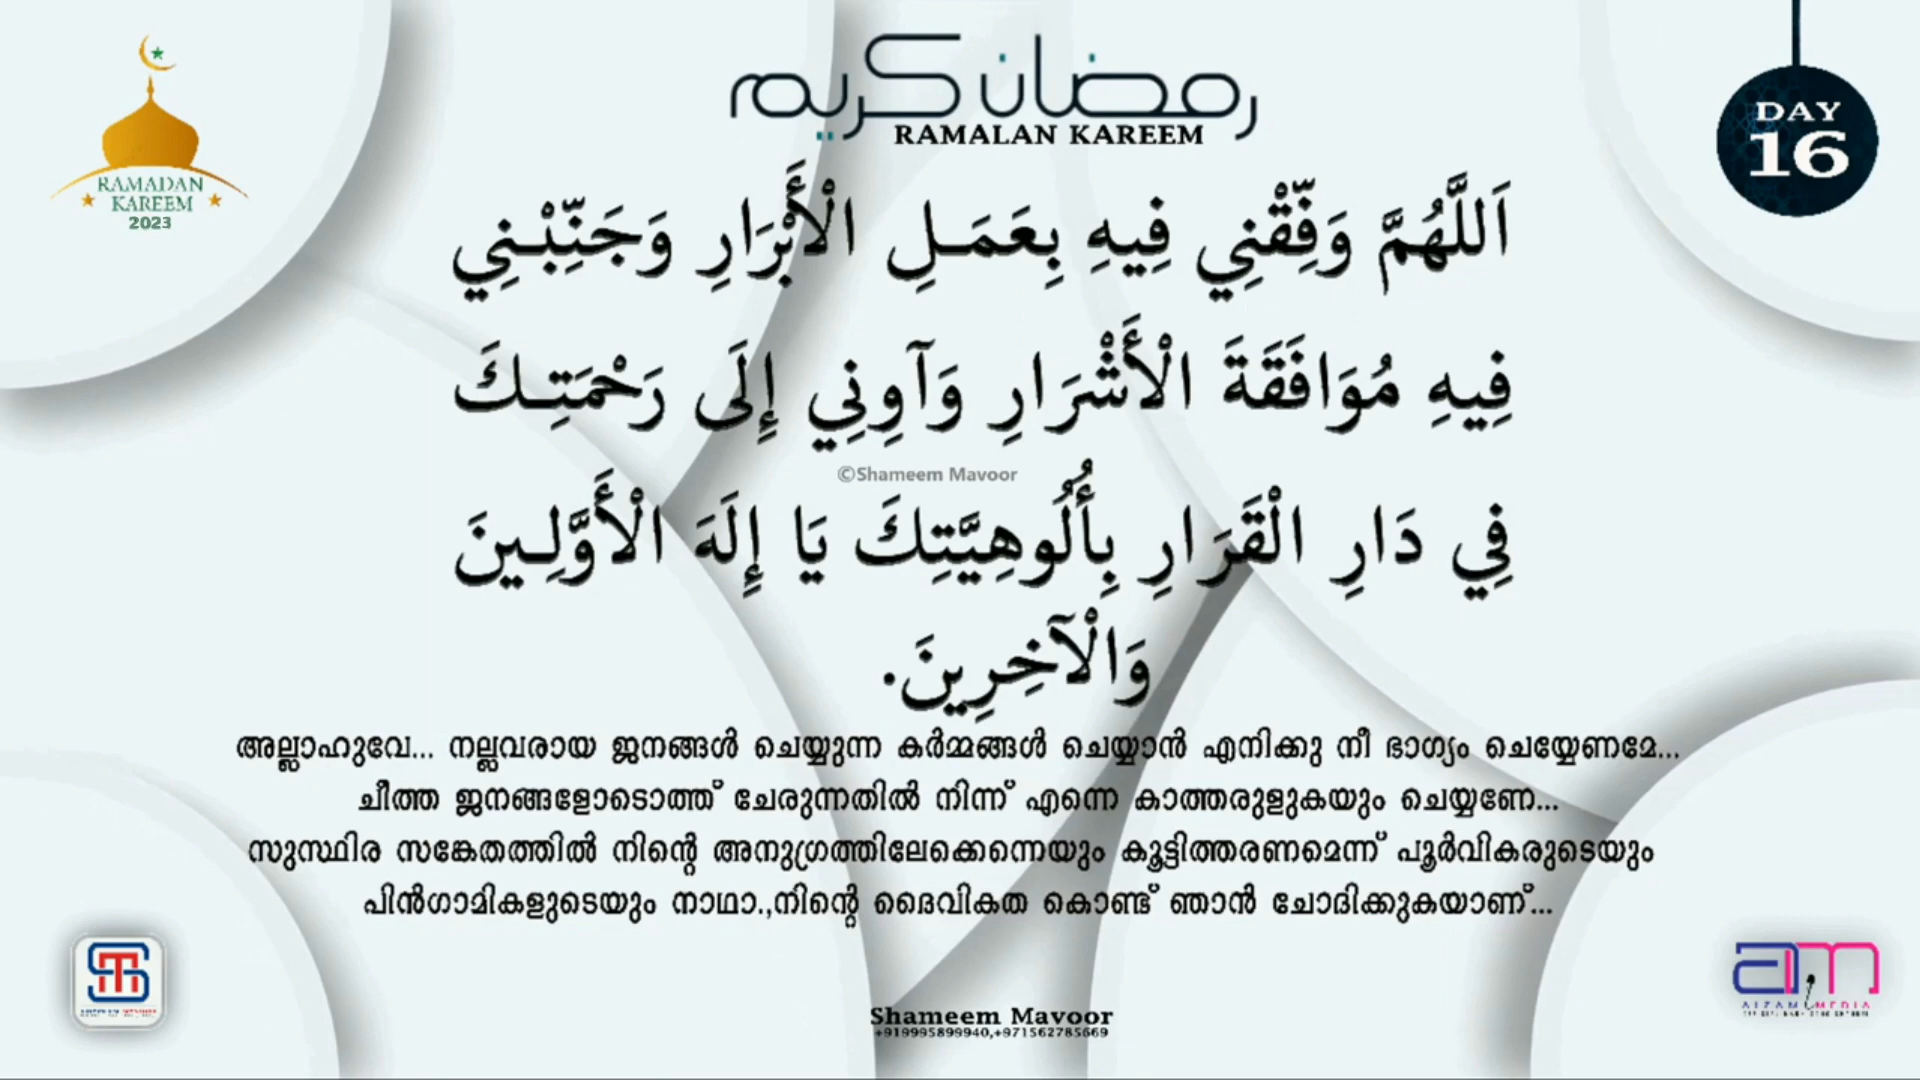 رمضان كريم
RAMALAN KAREEM
RAMADAN
KAREEM
2023
DAY
16
اَللَّهُمَّ وَفِّقْنِي فِيهِ بِعَمَلِ الْأَبْرَارِ وَجَنِّبْنِي
فِيهِ مُوَافَقَةَ الْأَشْرَارِ وَآوِنِي إِلَى رَحْمَتِكَ
©Shameem Mavoor
فِي دَارِ الْقَرَارِ بِأُلُوهِيَّتِكَ يَا إِلَهَ الْأَوَّلِينَ
وَالْآخِرِينَ.
അല്ലാഹുവേ... നല്ലവരായ ജനങ്ങൾ ചെയ്യുന്ന കർമ്മങ്ങൾ ചെയ്യാൻ എനിക്കു നീ ഭാഗ്യം ചെയ്യേണമേ...
ചീത്ത ജനങ്ങളോടൊത്ത് ചേരുന്നതിൽ നിന്ന് എന്നെ കാത്തരുളുകയും ചെയ്യണേ...
സുസ്ഥിര സങ്കേതത്തിൽ നിന്റെ അനുഗ്രഹത്തിലേക്കെന്നെയും കൂട്ടിത്തരണമെന്ന് പൂർവികരുടെയും
പിൻഗാമികളുടെയും നാഥാ.,നിന്റെ ദൈവികത കൊണ്ട് ഞാൻ ചോദിക്കുകയാണ്...
Shameem Mavoor
+919995899940,+971562785669
AIZAM MEDIA